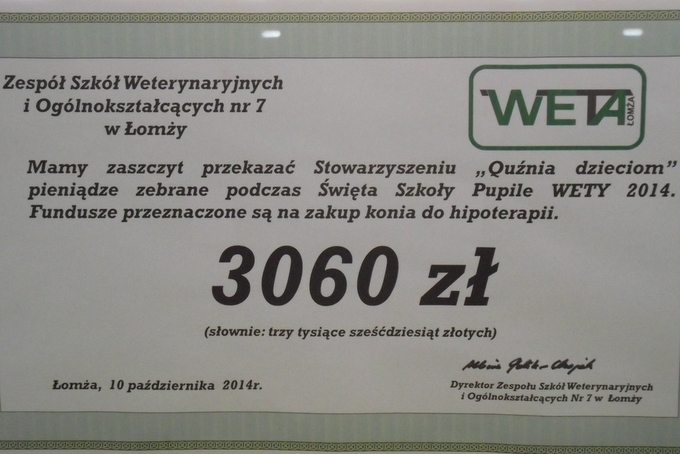 Zespół Szkół Weterynaryjnych
i Ogólnokształcących nr 7
w Łomży
WETA
ŁOMŻA
Mamy zaszczyt przekazać Stowarzyszeniu „Quźnia dzieciom”
pieniądze zebrane podczas Święta Szkoły Pupile WETY 2014.
Fundusze przeznaczone są na zakup konia do hipoterapii.
3060 zł
(słownie: trzy tysiące sześćdziesiąt złotych)
Łomża, 10 października 2014r.
Dyrektor Zespołu Szkół Weterynaryjnych
i Ogólnokształcących Nr 7 w Łomży